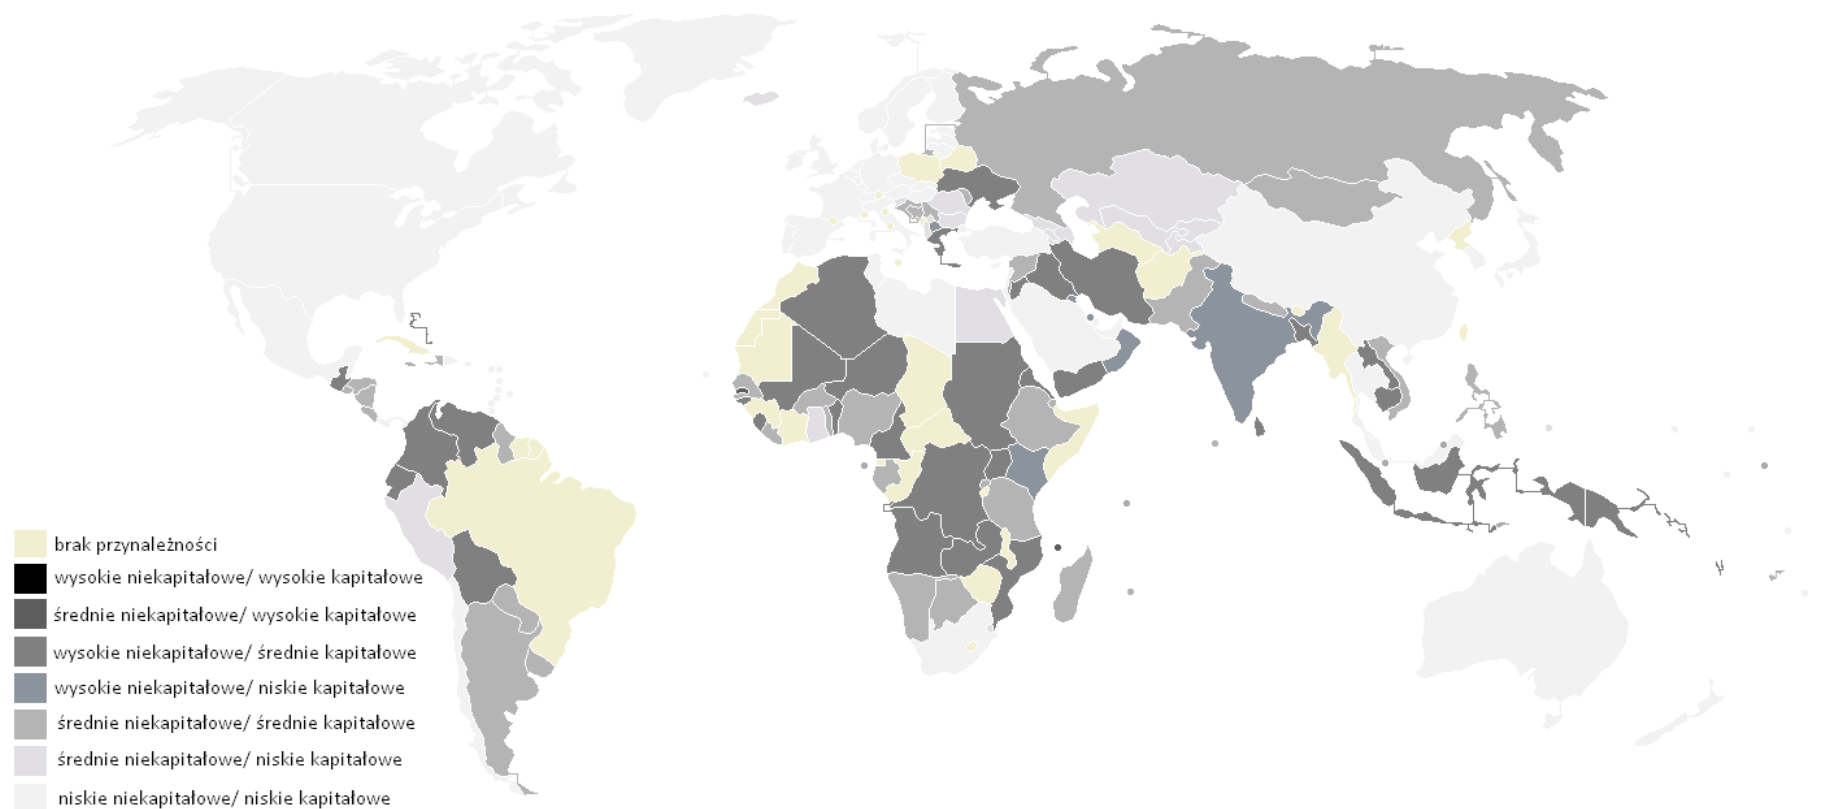 brak przynależności
wysokie niekapitałowe/ wysokie kapitałowe
średnie niekapitałowe/ wysokie kapitałowe
wysokie niekapitałowe/ średnie kapitałowe
wysokie niekapitałowe/ niskie kapitałowe
średnie niekapitałowe/ średnie kapitałowe
średnie niekapitałowe/ niskie kapitałowe
niskie niekapitałowe/ niskie kapitałowe